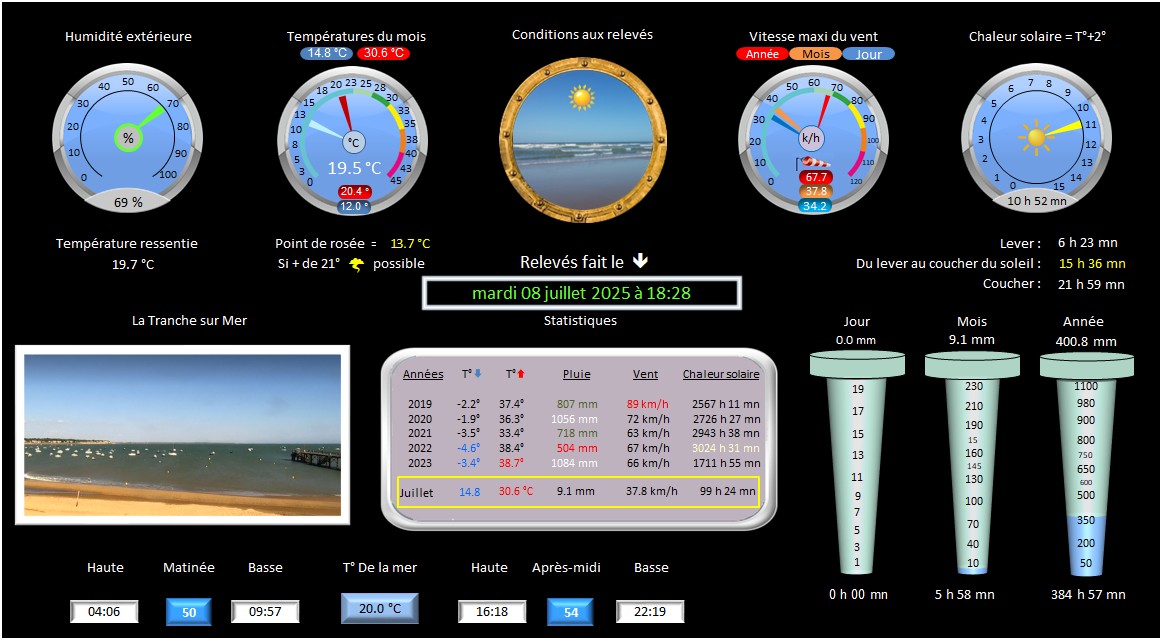 Humidité extérieure
0 10 20 30 40 50 60 70 80 90 100
%
69 %
Températures du mois
14.8 °C 30.6 °C
0 3 5 8 10 13 15 18 20 23 25 28 30 33 35 38 40 43 45
°C
19.5 °C
20.4 °
12.0 °
Conditions aux relevés
Vitesse maxi du vent
Année Mois Jour
0 10 20 30 40 50 60 70 80 90 100 110 120
k/h
67.7
37.8
34.2
Chaleur solaire = T°+2°
0 1 2 3 4 5 6 7 8 9 10 11 12 13 14 15
10 h 52 mn
Température ressentie
19.7 °C
Point de rosée = 13.7 °C
Si + de 21° possible
Relevés fait le
mardi 08 juillet 2025 à 18:28
Lever : 6 h 23 mn
Du lever au coucher du soleil : 15 h 36 mn
Coucher : 21 h 59 mn
La Tranche sur Mer
Statistiques
Années T° T° Pluie Vent Chaleur solaire
2019 -2.2° 37.4° 807 mm 89 km/h 2567 h 11 mn
2020 -1.9° 36.3° 1056 mm 72 km/h 2726 h 27 mn
2021 -3.5° 33.4° 718 mm 63 km/h 2943 h 38 mn
2022 -4.6° 38.4° 504 mm 67 km/h 3024 h 31 mn
2023 -3.4° 38.7° 1084 mm 66 km/h 1711 h 55 mn
Juillet 14.8 30.6 °C 9.1 mm 37.8 km/h 99 h 24 mn
Jour
0.0 mm
19
17
15
13
11
9
7
5
3
1
0 h 00 mn
Mois
9.1 mm
230
210
190
15
160
145
130
100
70
40
10
5 h 58 mn
Année
400.8 mm
1100
980
900
800
750
650
600
500
350
200
50
384 h 57 mn
Haute Matinée Basse
04:06 50 09:57
T° De la mer
20.0 °C
Haute Après-midi Basse
16:18 54 22:19